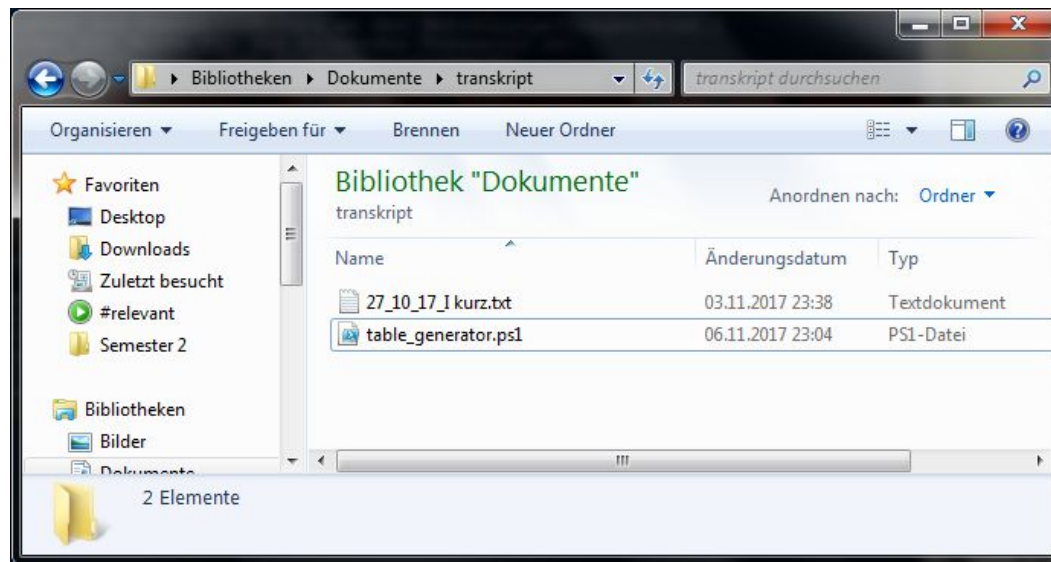 Bibliotheken ▸ Dokumente ▸ transkript
transkript durchsuchen
Organisieren Freigeben für Brennen Neuer Ordner
Favoriten
Desktop
Downloads
Zuletzt besucht
#relevant
Semester 2
Bibliotheken
Bilder
Dokumente
Bibliothek "Dokumente"
transkript
Anordnen nach: Ordner
Name Änderungsdatum Typ
27_10_17_I kurz.txt 03.11.2017 23:38 Textdokument
table_generator.ps1 06.11.2017 23:04 PS1-Datei
2 Elemente